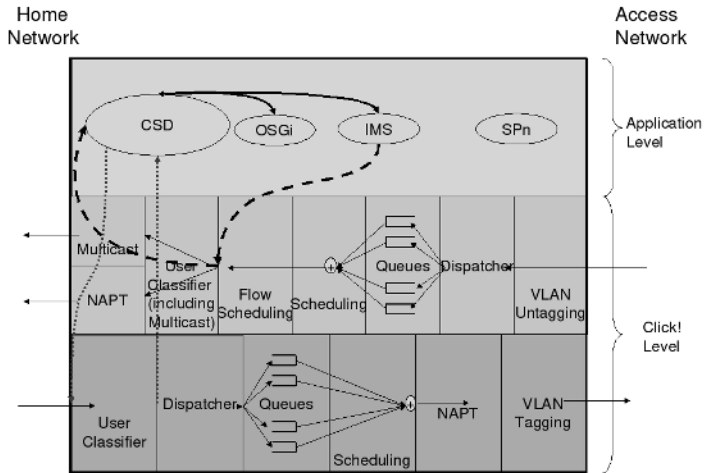 Home
Network
Access
Network
CSD
OSGi
IMS
SPn
Application
Level
Multicast
NAPT
User
Classifier
(including
Multicast)
Flow
Scheduling
Scheduling
Queues
Dispatcher
VLAN
Untagging
Click!
Level
User
Classifier
Dispatcher
Queues
Scheduling
NAPT
VLAN
Tagging
+
+